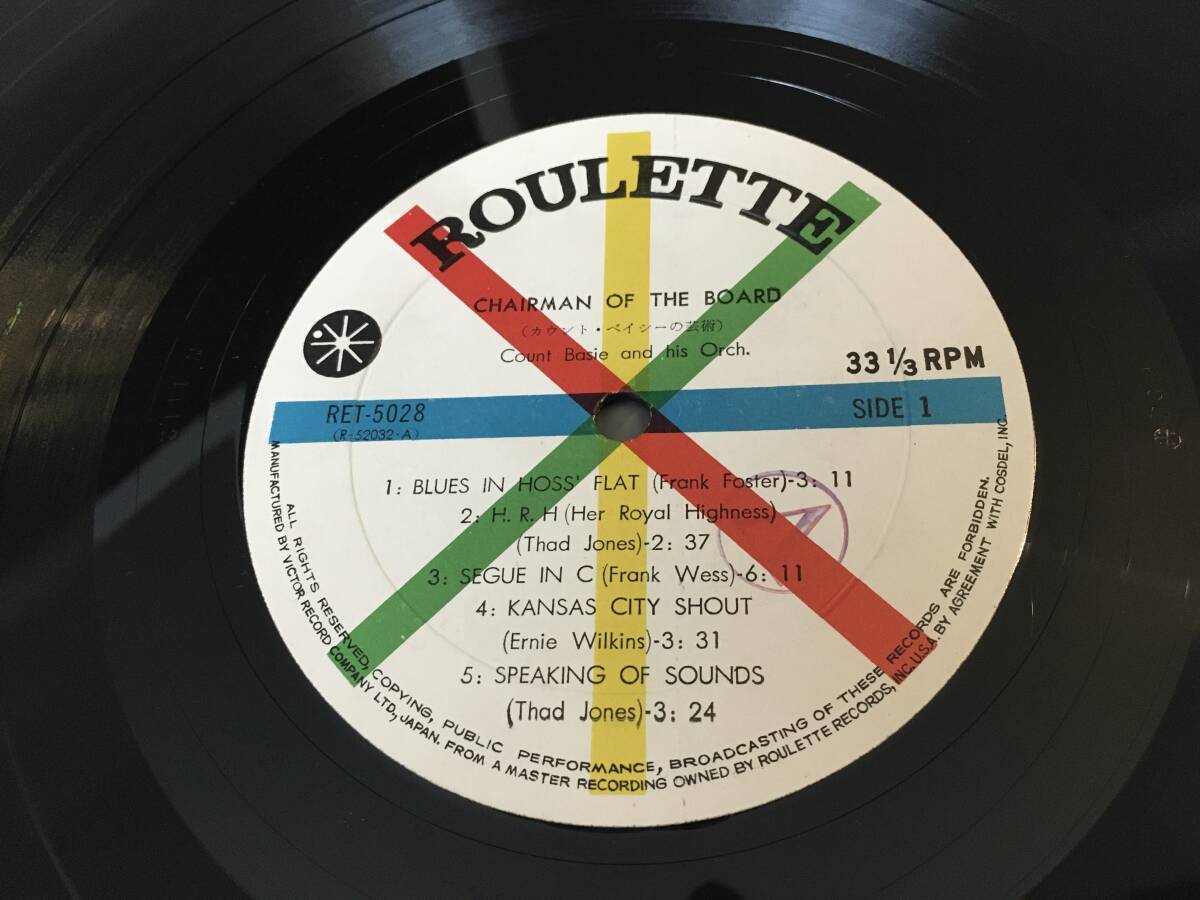 ROULETTE
CHAIRMAN OF THE BOARD
(カウント・ベイシーの芸術)
Count Basie and his Orch.
33 1/3 RPM
RET-5028
(R-52032-A)
SIDE 1
1: BLUES IN HOSS' FLAT (Frank Foster)-3: 11
2: H. R. H (Her Royal Highness)
(Thad Jones)-2: 37
3: SEGUE IN C (Frank Wess)-6: 11
4: KANSAS CITY SHOUT
(Ernie Wilkins)-3: 31
5: SPEAKING OF SOUNDS
(Thad Jones)-3: 24
ALL RIGHTS RESERVED, COPYING, PUBLIC PERFORMANCE, BROADCASTING OF THESE RECORDS ARE FORBIDDEN.
MANUFACTURED BY VICTOR RECORD COMPANY LTD, JAPAN. FROM A MASTER RECORDING OWNED BY ROULETTE RECORDS, INC. U.S.A. BY AGREEMENT WITH COSDEL, INC.